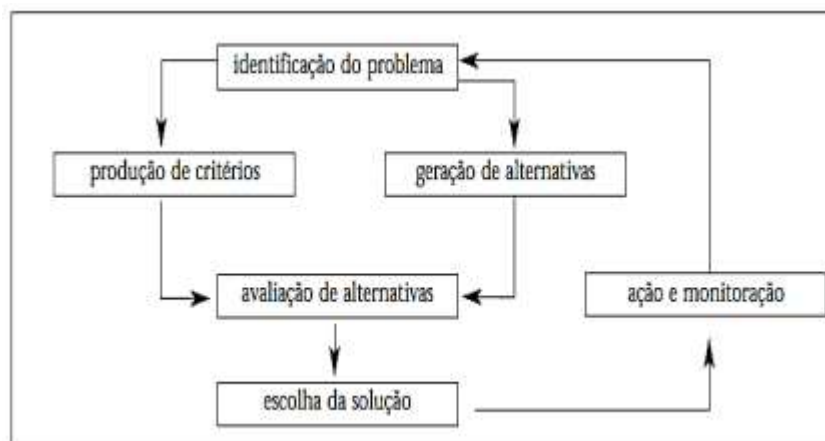 identificação do problema
produção de critérios
geração de alternativas
avaliação de alternativas
ação e monitoração
escolha da solução